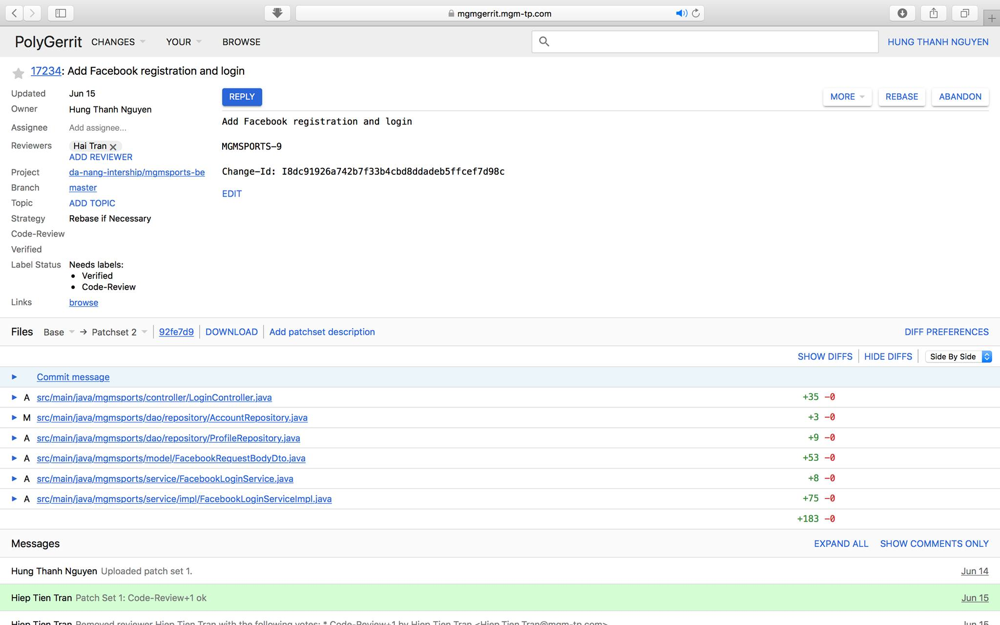 mgmgerrit.mgm-tp.com
PolyGerrit CHANGES YOUR BROWSE HUNG THANH NGUYEN
17234: Add Facebook registration and login
Updated Jun 15
Owner Hung Thanh Nguyen
Assignee Add assignee...
Reviewers Hai Tran
ADD REVIEWER
Project da-nang-intership/mgmsports-be
Branch master
Topic ADD TOPIC
Strategy Rebase if Necessary
Code-Review
Verified
Label Status Needs labels:
• Verified
• Code-Review
Links browse
REPLY MORE REBASE ABANDON
Add Facebook registration and login
MGMSPORTS-9
Change-Id: I8dc91926a742b7f33b4cbd8ddadeb5ffcef7d98c
EDIT
Files Base → Patchset 2 92fe7d9 DOWNLOAD Add patchset description DIFF PREFERENCES
SHOW DIFFS HIDE DIFFS Side By Side
Commit message
A src/main/java/mgmsports/controller/LoginController.java +35 -0
M src/main/java/mgmsports/dao/repository/AccountRepository.java +3 -0
A src/main/java/mgmsports/dao/repository/ProfileRepository.java +9 -0
A src/main/java/mgmsports/model/FacebookRequestBodyDto.java +53 -0
A src/main/java/mgmsports/service/FacebookLoginService.java +8 -0
A src/main/java/mgmsports/service/impl/FacebookLoginServiceImpl.java +75 -0
+183 -0
Messages EXPAND ALL SHOW COMMENTS ONLY
Hung Thanh Nguyen Uploaded patch set 1. Jun 14
Hiep Tien Tran Patch Set 1: Code-Review+1 ok Jun 15
Hiep Tien Tran Removed reviewer Hiep Tien Tran with the following votes: * Code-Review+1 by Hiep Tien Tran <Hiep.Tien.Tran@mgm-tp.com> Jun 15